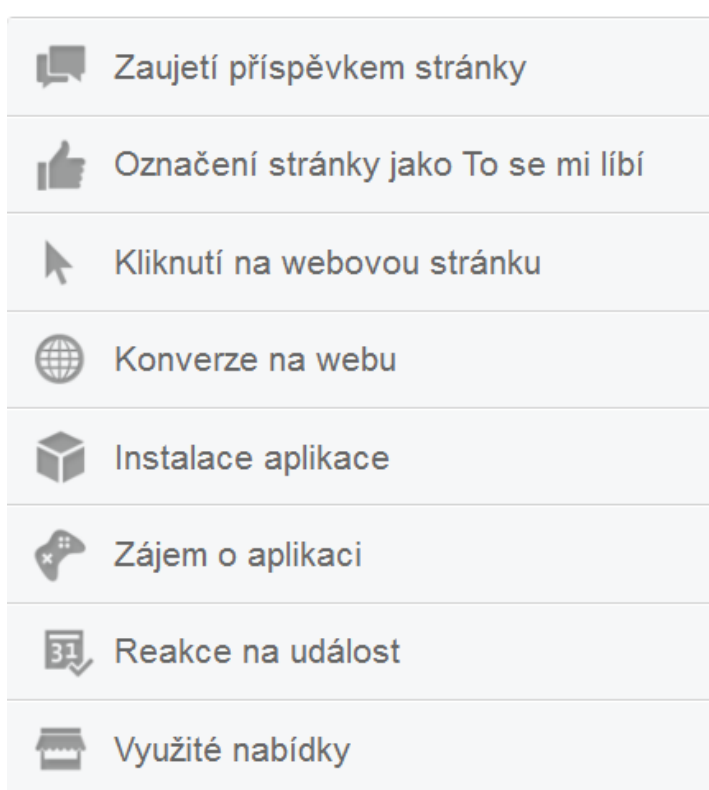 Zaujetí příspěvkem stránky
Označení stránky jako To se mi líbí
Kliknutí na webovou stránku
Konverze na webu
Instalace aplikace
Zájem o aplikaci
31
Reakce na událost
Využité nabídky